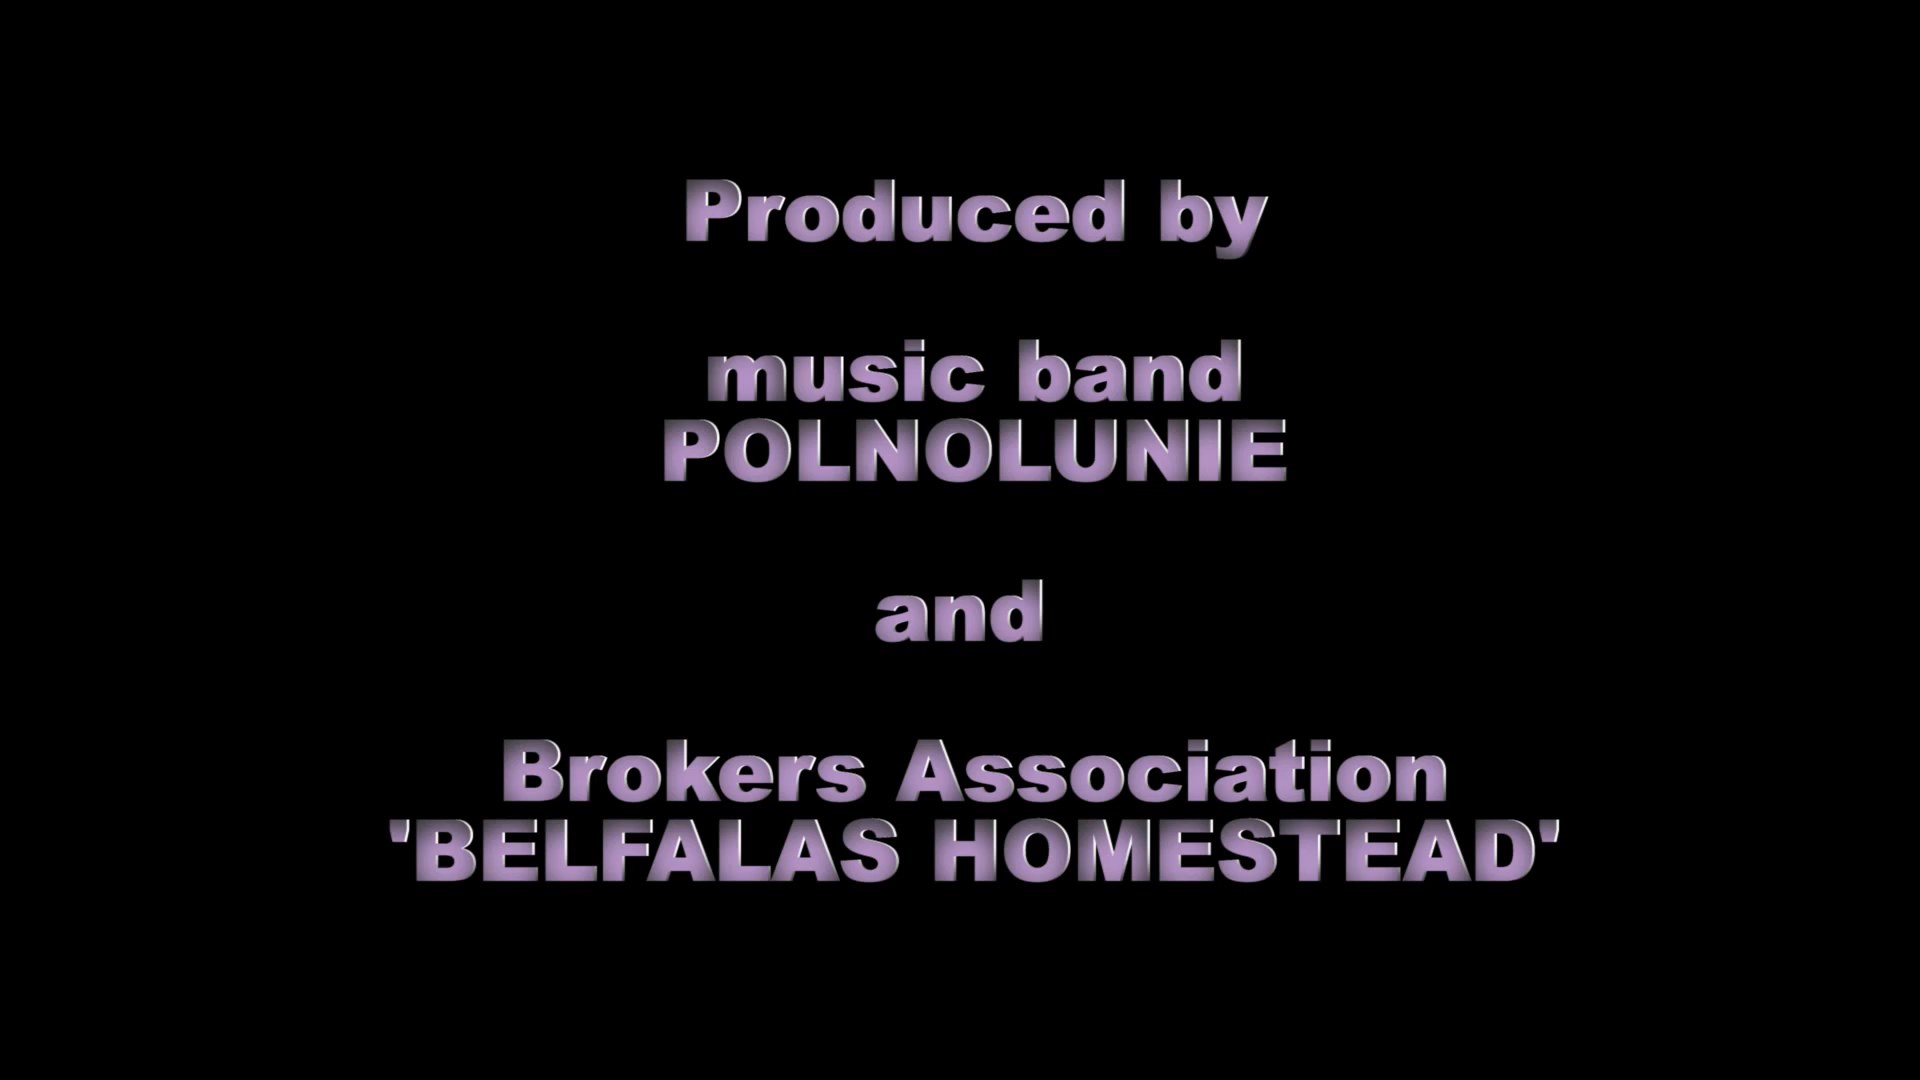 Produced by
music band
POLNOLUNIE
and
Brokers Association
'BELFALAS HOMESTEAD'